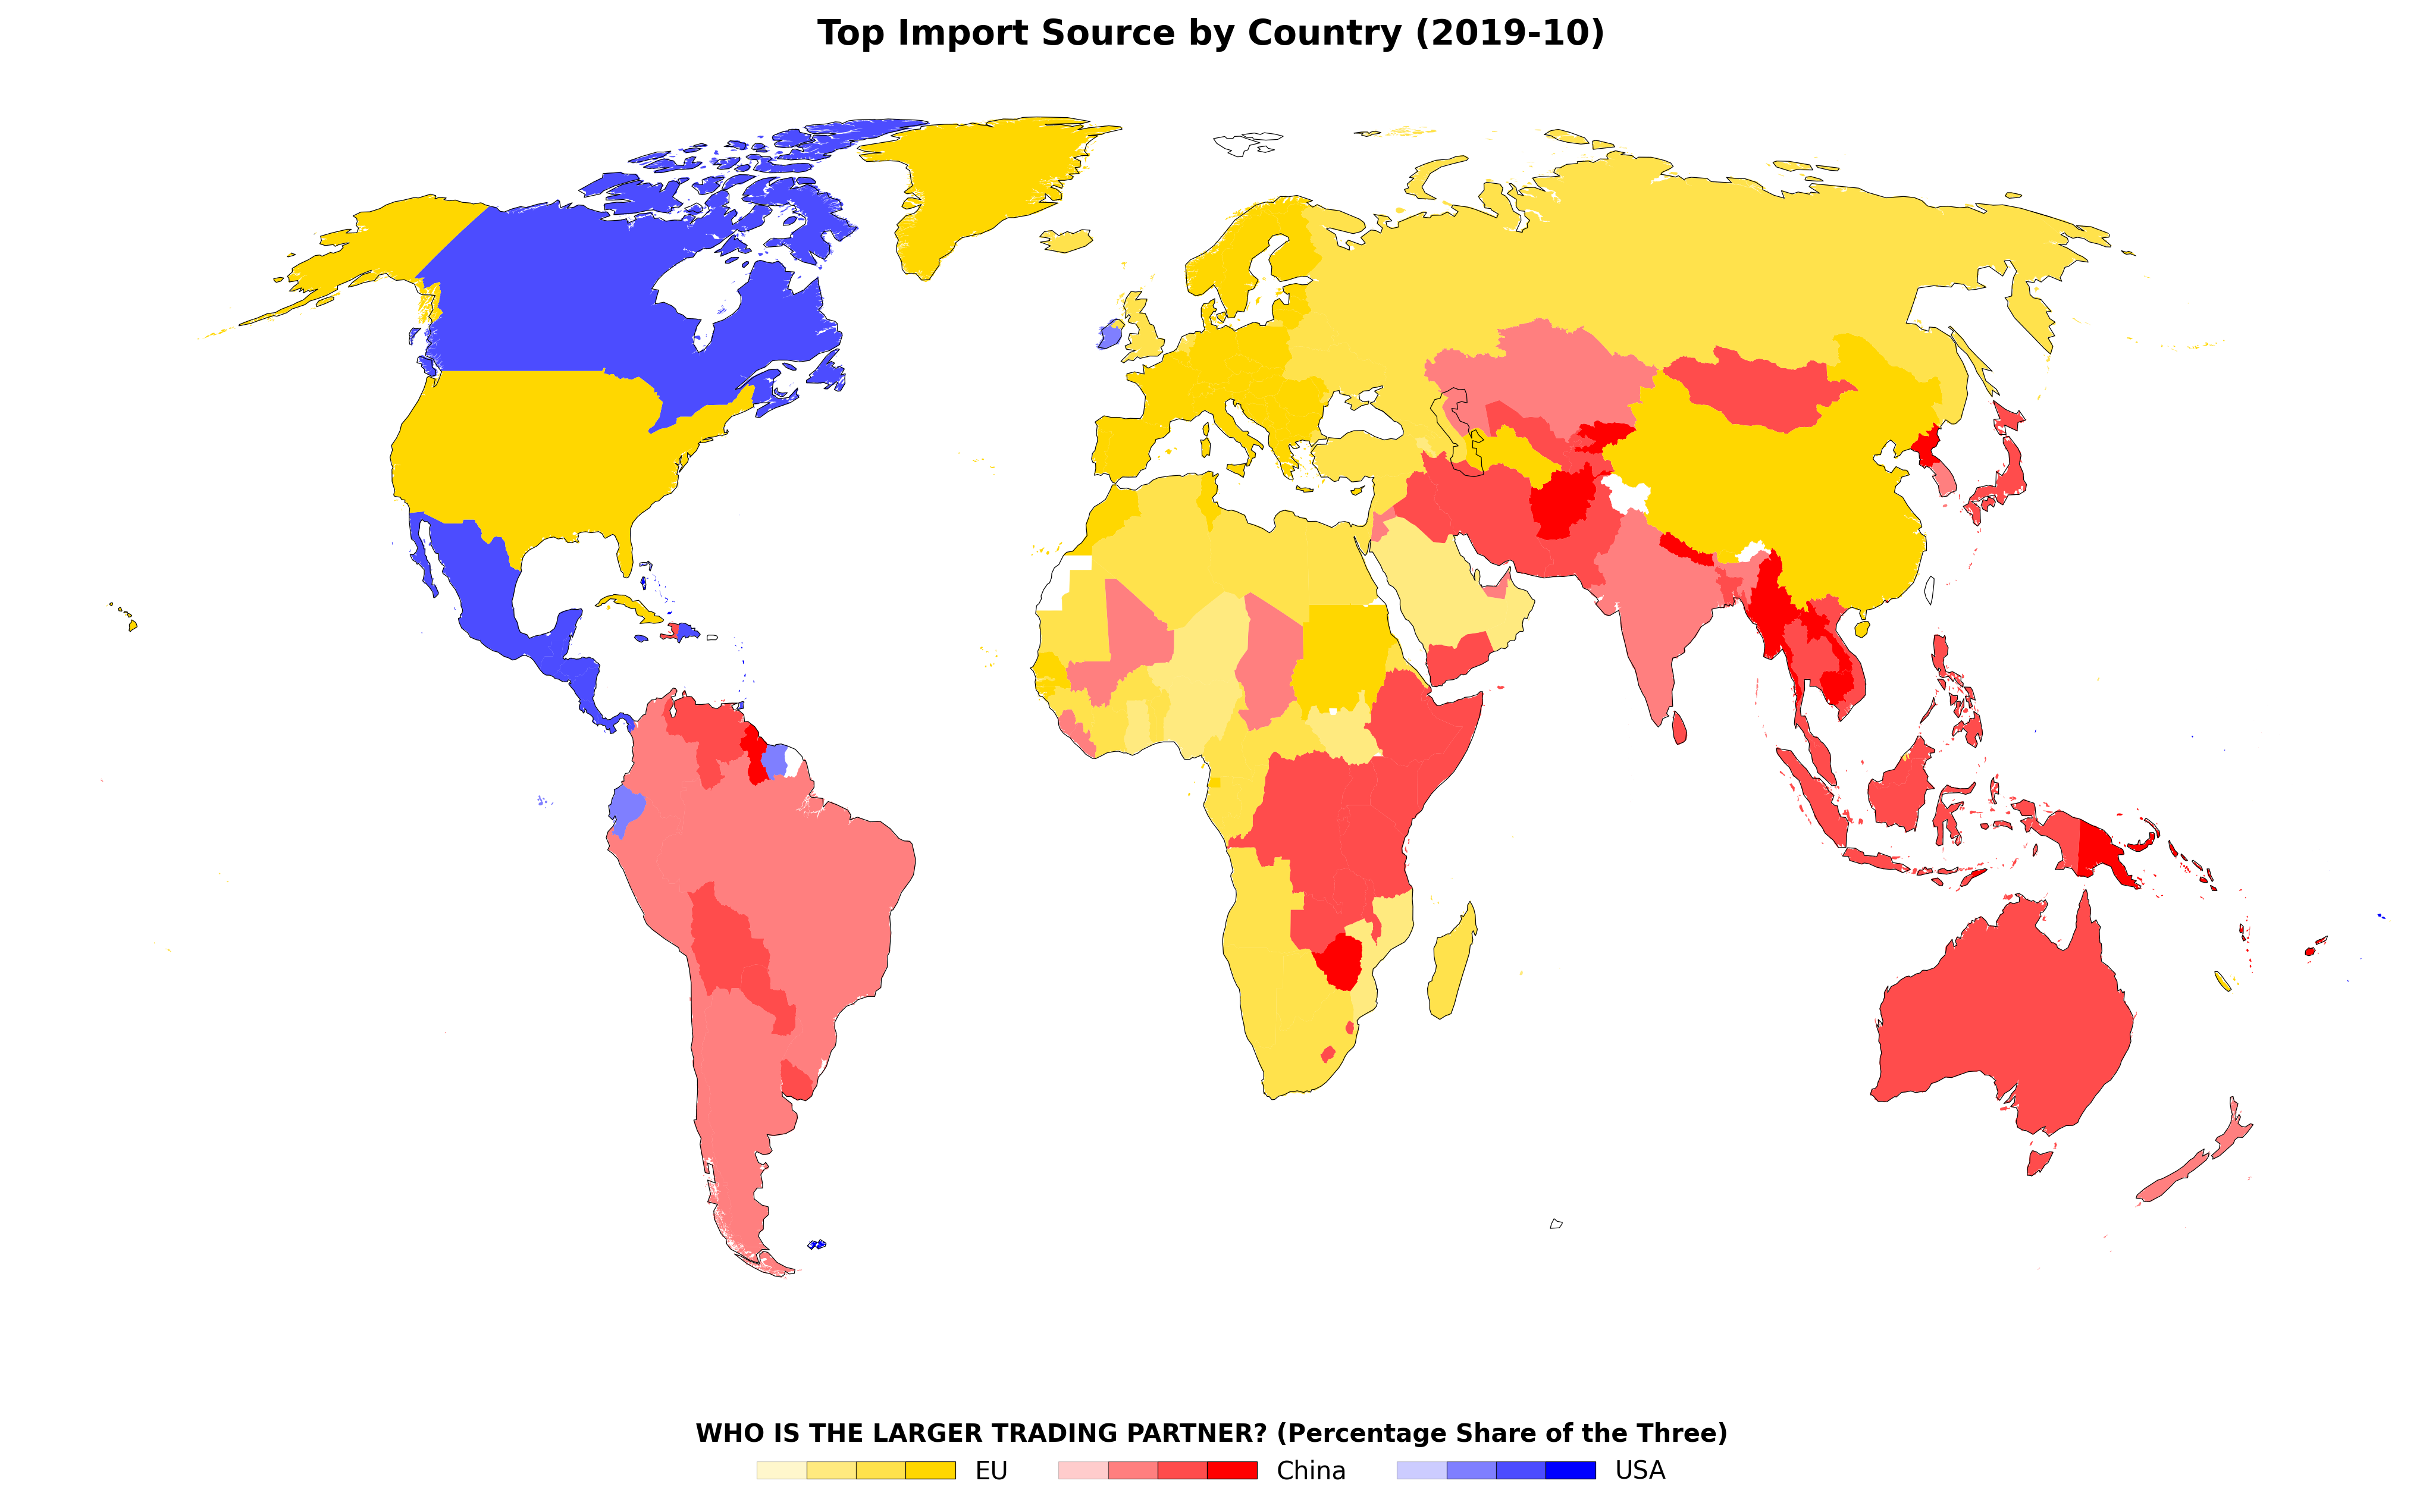 Top Import Source by Country (2019-10)
WHO IS THE LARGER TRADING PARTNER? (Percentage Share of the Three)
EU China USA